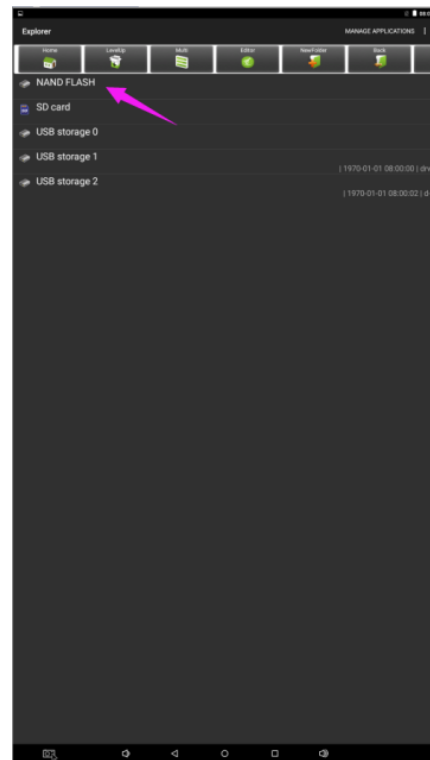 Explorer
MANAGE APPLICATIONS
Home
LevelUp
Multi
Editor
NewFolder
Back
NAND FLASH
SD card
USB storage 0
USB storage 1
| 1970-01-01 08:00:00 |
USB storage 2
| 1970-01-01 08:00:02 |